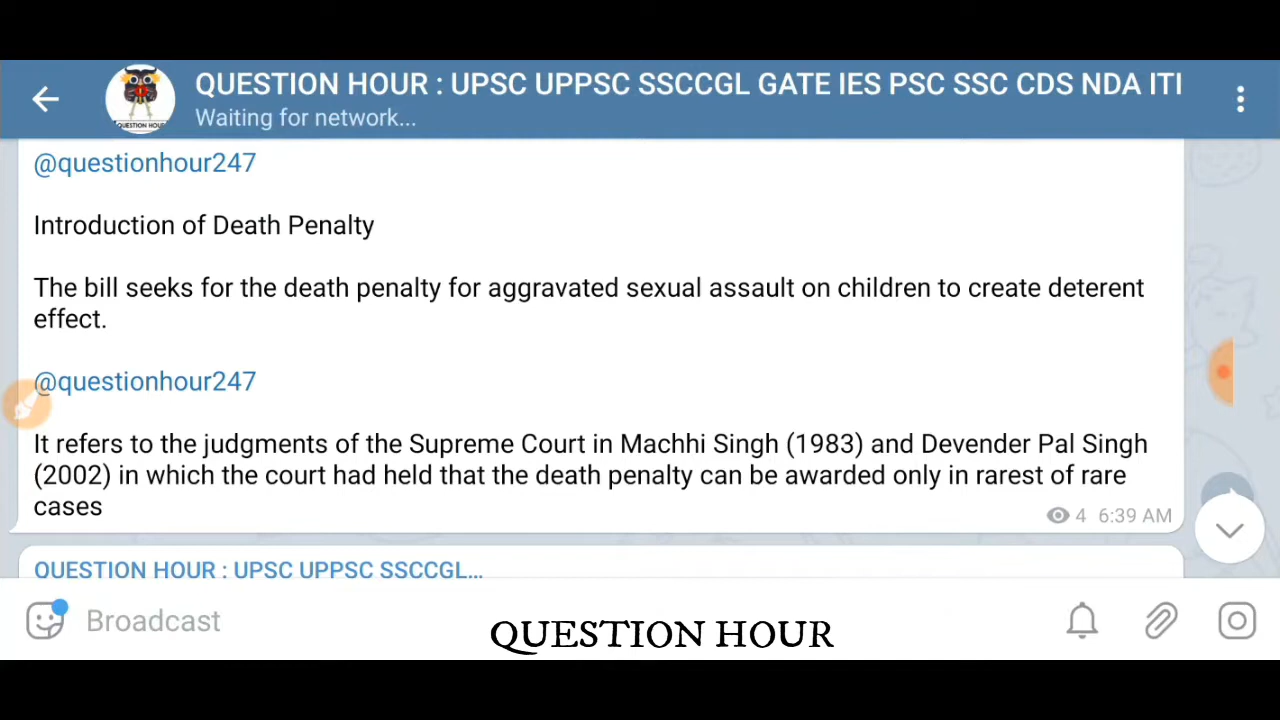 QUESTION HOUR : UPSC UPPSC SSCCGL GATE IES PSC SSC CDS NDA ITI
Waiting for network...
QUESTION HOUR
@questionhour247
Introduction of Death Penalty
The bill seeks for the death penalty for aggravated sexual assault on children to create deterent
effect.
@questionhour247
It refers to the judgments of the Supreme Court in Machhi Singh (1983) and Devender Pal Singh
(2002) in which the court had held that the death penalty can be awarded only in rarest of rare
cases
4 6:39 AM
QUESTION HOUR : UPSC UPPSC SSCCGL...
Broadcast
QUESTION HOUR